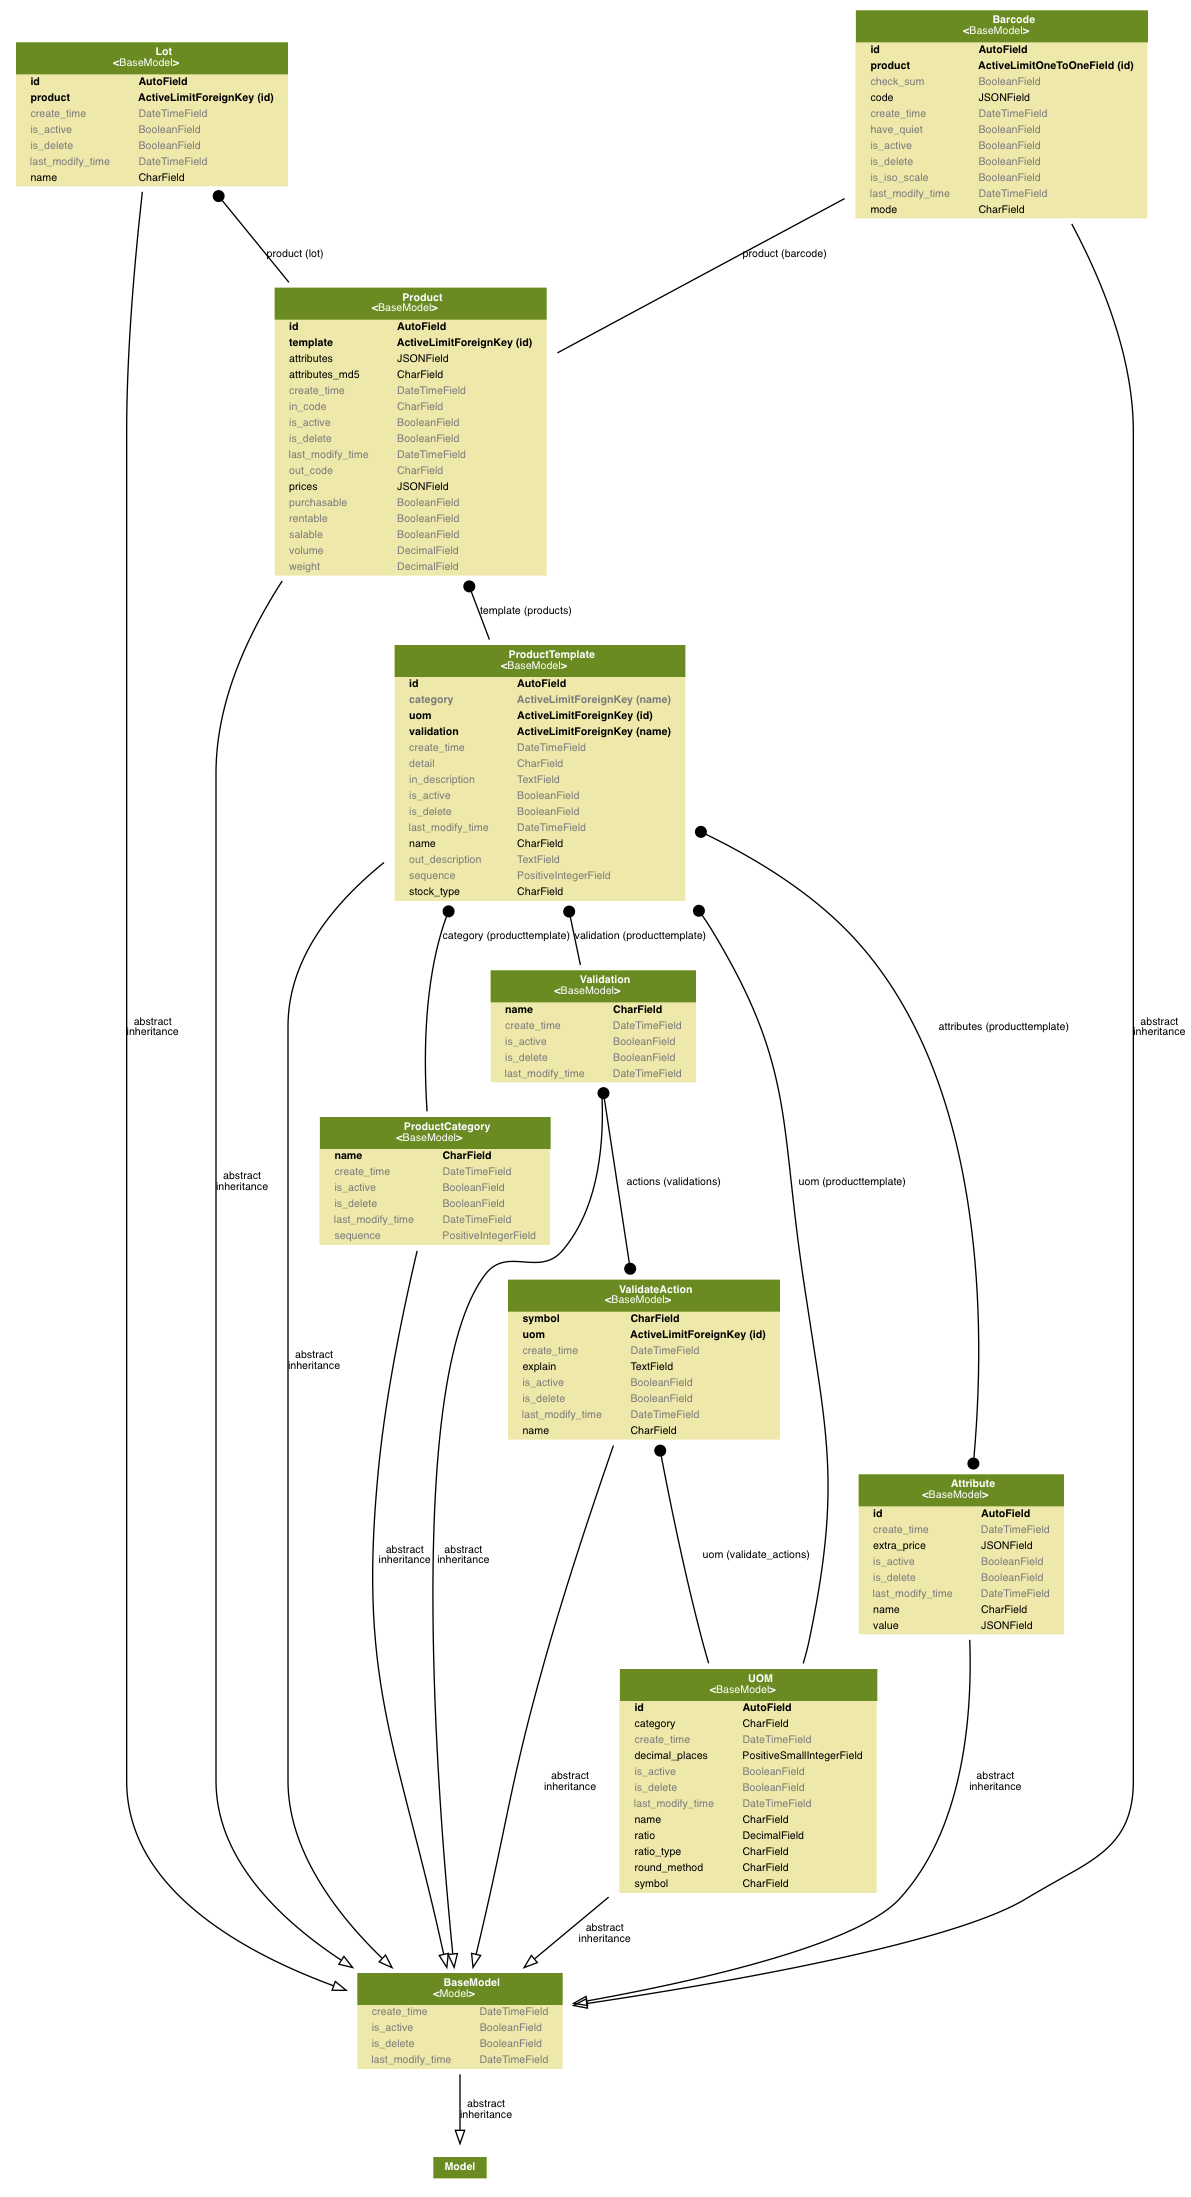 Lot
<BaseModel>
id AutoField
product ActiveLimitForeignKey (id)
create_time DateTimeField
is_active BooleanField
is_delete BooleanField
last_modify_time DateTimeField
name CharField
Barcode
<BaseModel>
id AutoField
product ActiveLimitOneToOneField (id)
check_sum BooleanField
code JSONField
create_time DateTimeField
have_quiet BooleanField
is_active BooleanField
is_delete BooleanField
is_iso_scale BooleanField
last_modify_time DateTimeField
mode CharField
product (lot)
product (barcode)
Product
<BaseModel>
id AutoField
template ActiveLimitForeignKey (id)
attributes JSONField
attributes_md5 CharField
create_time DateTimeField
in_code CharField
is_active BooleanField
is_delete BooleanField
last_modify_time DateTimeField
out_code CharField
prices JSONField
purchasable BooleanField
rentable BooleanField
salable BooleanField
volume DecimalField
weight DecimalField
template (products)
ProductTemplate
<BaseModel>
id AutoField
category ActiveLimitForeignKey (name)
uom ActiveLimitForeignKey (id)
validation ActiveLimitForeignKey (name)
create_time DateTimeField
detail CharField
in_description TextField
is_active BooleanField
is_delete BooleanField
last_modify_time DateTimeField
name CharField
out_description TextField
sequence PositiveIntegerField
stock_type CharField
category (producttemplate)
validation (producttemplate)
Validation
<BaseModel>
name CharField
create_time DateTimeField
is_active BooleanField
is_delete BooleanField
last_modify_time DateTimeField
abstract
inheritance
attributes (producttemplate)
abstract
inheritance
ProductCategory
<BaseModel>
name CharField
create_time DateTimeField
is_active BooleanField
is_delete BooleanField
last_modify_time DateTimeField
sequence PositiveIntegerField
abstract
inheritance
actions (validations)
uom (producttemplate)
ValidateAction
<BaseModel>
symbol CharField
uom ActiveLimitForeignKey (id)
create_time DateTimeField
explain TextField
is_active BooleanField
is_delete BooleanField
last_modify_time DateTimeField
name CharField
abstract
inheritance
Attribute
<BaseModel>
id AutoField
create_time DateTimeField
extra_price JSONField
is_active BooleanField
is_delete BooleanField
last_modify_time DateTimeField
name CharField
value JSONField
abstract
inheritance
abstract
inheritance
uom (validate_actions)
UOM
<BaseModel>
id AutoField
category CharField
create_time DateTimeField
decimal_places PositiveSmallIntegerField
is_active BooleanField
is_delete BooleanField
last_modify_time DateTimeField
name CharField
ratio DecimalField
ratio_type CharField
round_method CharField
symbol CharField
abstract
inheritance
abstract
inheritance
abstract
inheritance
BaseModel
<Model>
create_time DateTimeField
is_active BooleanField
is_delete BooleanField
last_modify_time DateTimeField
abstract
inheritance
Model